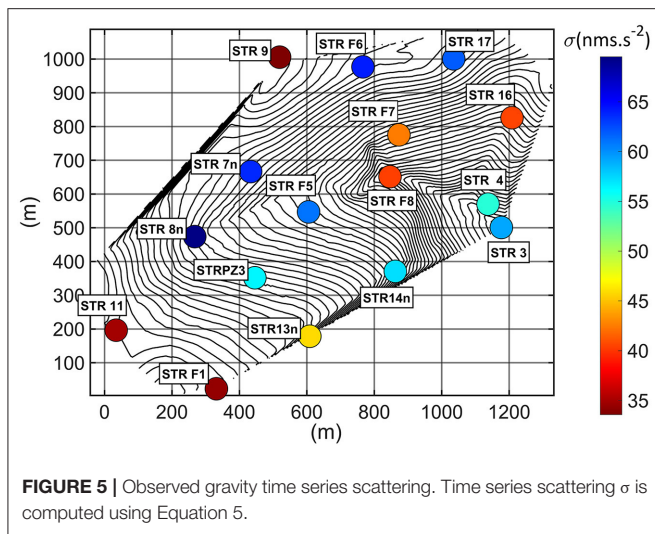 STR 9
STR F6
STR 17
σ(nms.s⁻²)
1000
900
800
700
600
500
400
300
200
100
STR 16
STR F7
STR 7n
STR F5
STR 4
STR F8
STR 8n
STR 3
STRPZ3
STR14n
STR 11
STR13n
STR F1
(m)
0
200
400
600
800
1000
1200
(m)
65
60
55
50
45
40
35
FIGURE 5 | Observed gravity time series scattering. Time series scattering σ is
computed using Equation 5.